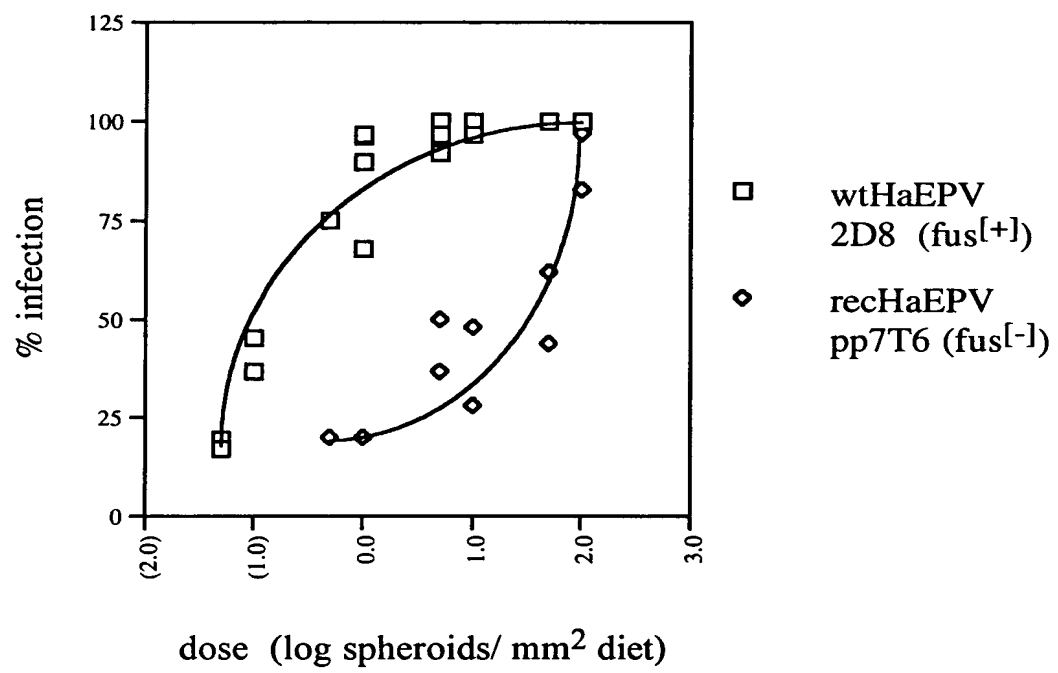 125
100
75
50
25
0
% infection
(2.0)
(1.0)
0.0
1.0
2.0
3.0
dose (log spheroids/ mm² diet)
wtHaEPV
2D8 (fus[+])
recHaEPV
pp7T6 (fus[-])